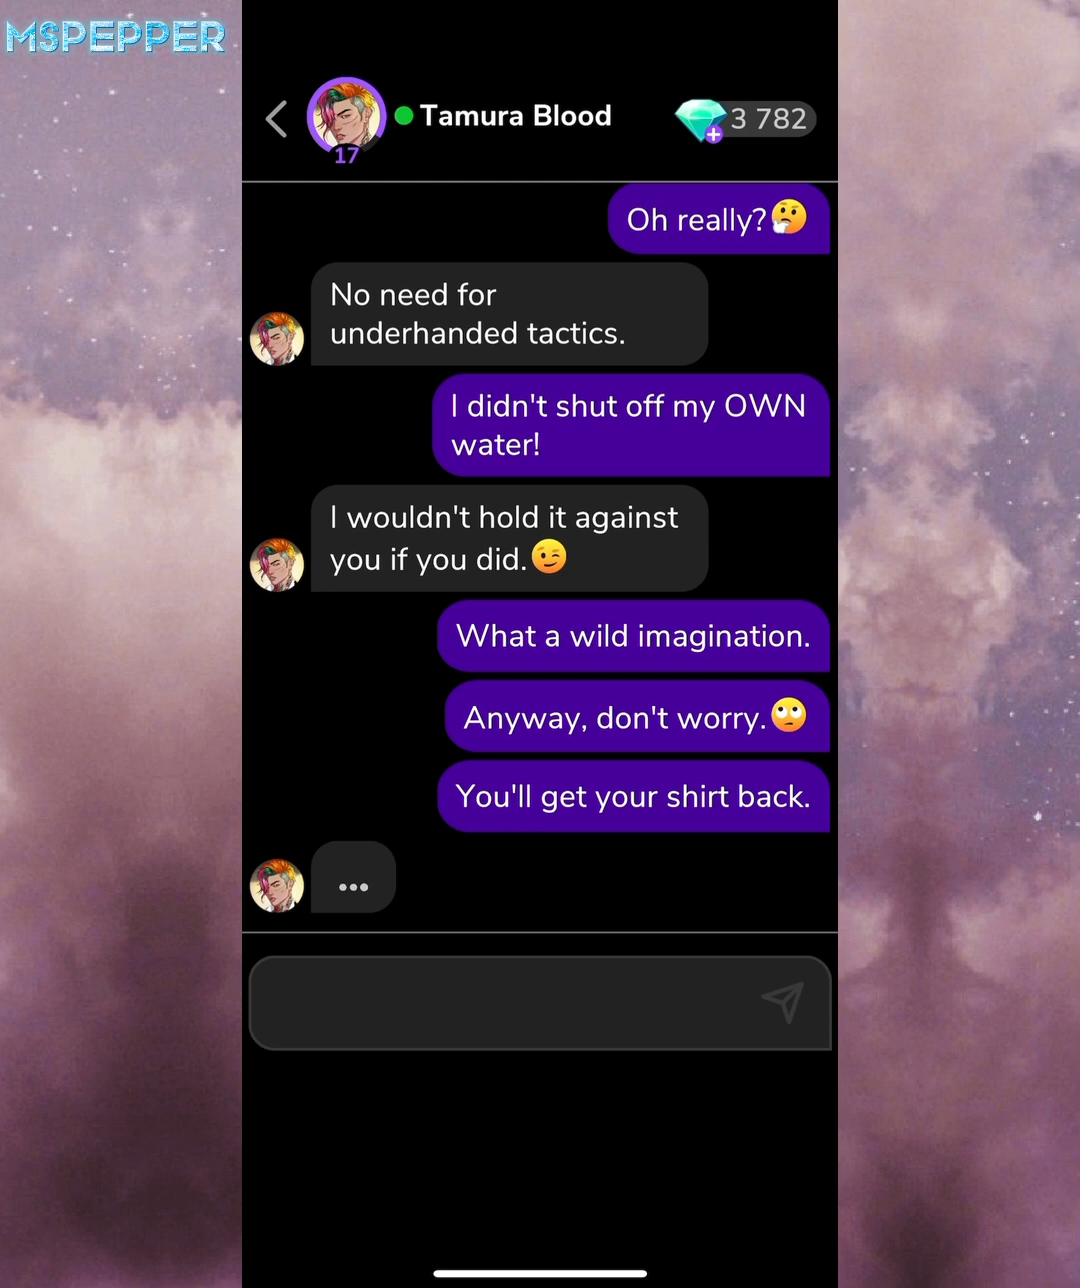 MSPEPPER
Tamura Blood
3 782
17
Oh really?🤔
No need for
underhanded tactics.
I didn't shut off my OWN
water!
I wouldn't hold it against
you if you did.😉
What a wild imagination.
Anyway, don't worry.🙄
You'll get your shirt back.
...